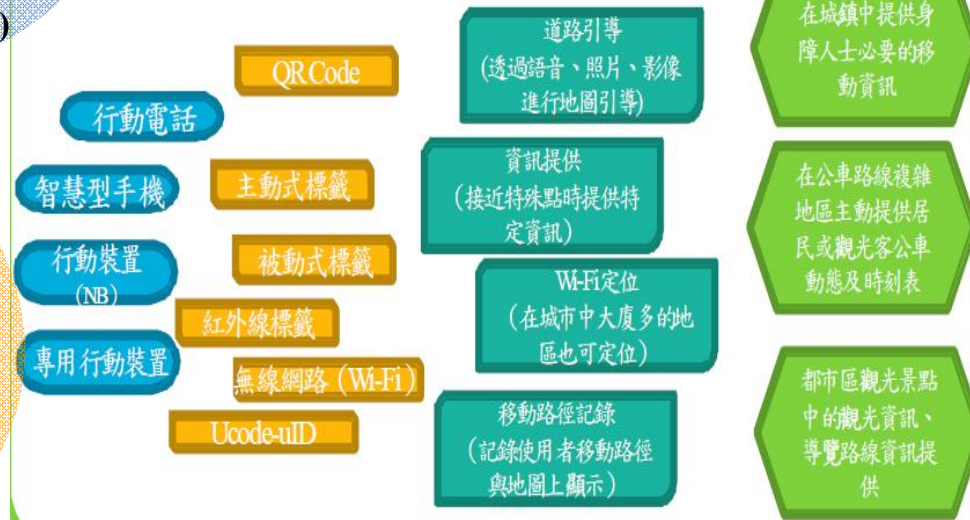 )
行動電話
智慧型手機
行動裝置
(NB)
專用行動裝置
QR Code
主動式標籤
被動式標籤
紅外線標籤
無線網路（Wi-Fi）
Ucode-uID
道路引導
(透過語音、照片、影像
進行地圖引導)
資訊提供
(接近特殊點時提供特
定資訊）
Wi-Fi定位
（在城市中大廈多的地
區也可定位）
移動路徑記錄
（記錄使用者移動路徑
與地圖上顯示）
在城鎮中提供身
障人士必要的移
動資訊
在公車路線複雜
地區主動提供居
民或觀光客公車
動態及時刻表
都市區觀光景點
中的觀光資訊、
導覽路線資訊提
供